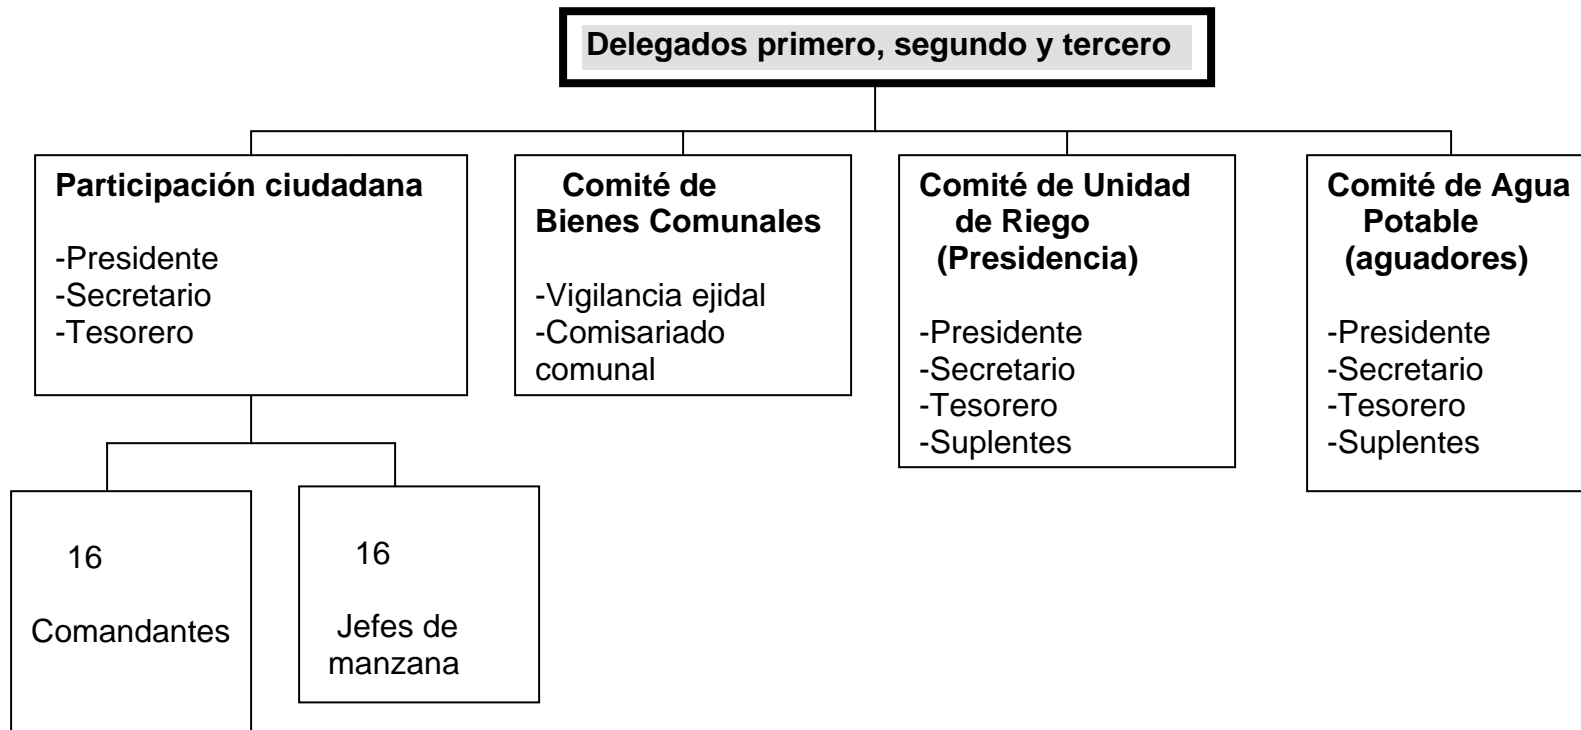 Delegados primero, segundo y tercero
Participación ciudadana
-Presidente
-Secretario
-Tesorero
Comité de
Bienes Comunales
-Vigilancia ejidal
-Comisariado
comunal
Comité de Unidad
de Riego
(Presidencia)
-Presidente
-Secretario
-Tesorero
-Suplentes
Comité de Agua
Potable
(aguadores)
-Presidente
-Secretario
-Tesorero
-Suplentes
16
Comandantes
16
Jefes de
manzana